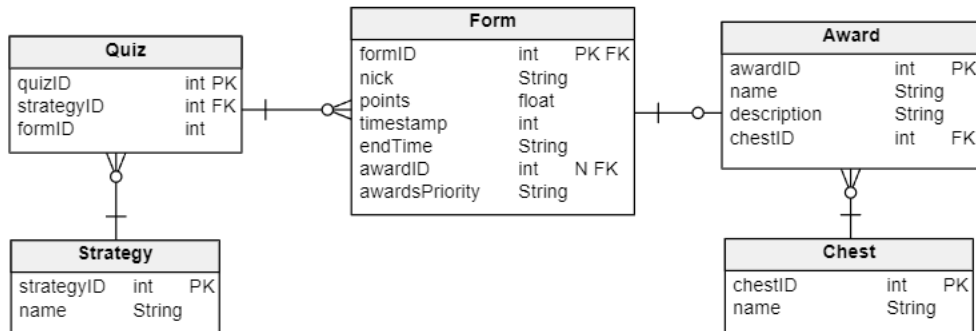 Quiz
quizID int PK
strategyID int FK
formID int
Form
formID int PK FK
nick String
points float
timestamp int
endTime String
awardID int N FK
awardsPriority String
Award
awardID int PK
name String
description String
chestID int FK
Strategy
strategyID int PK
name String
Chest
chestID int PK
name String